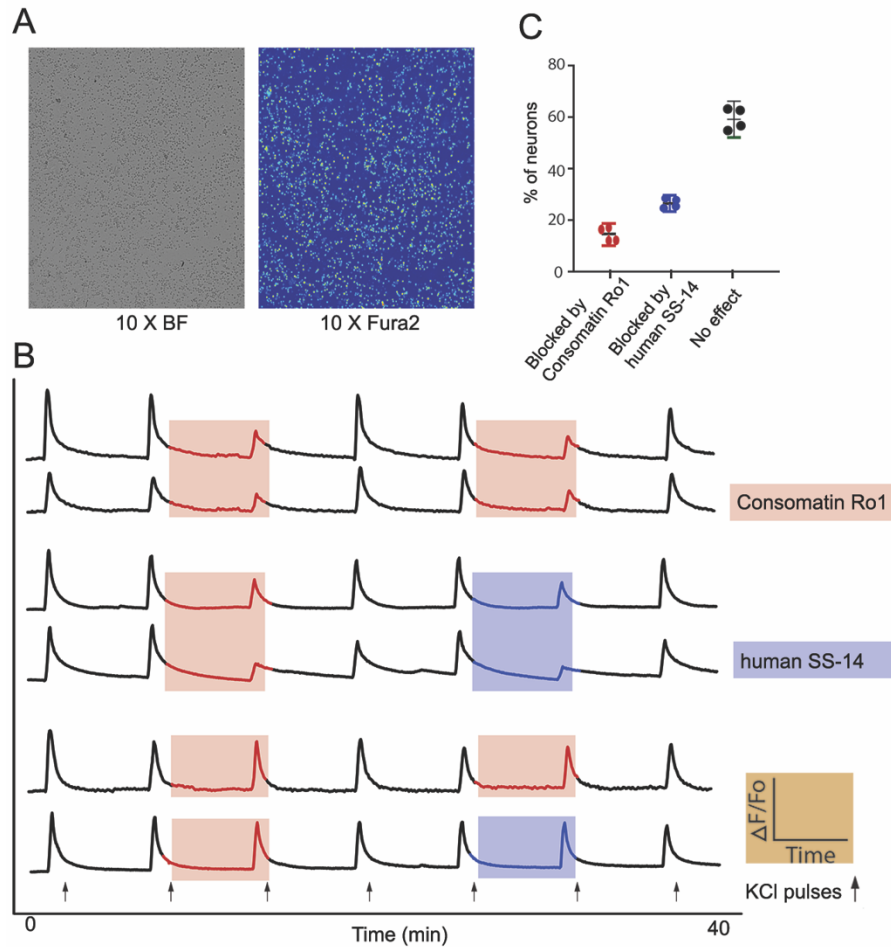 A
10 X BF
10 X Fura2
C
% of neurons
80
60
40
20
0
Blocked by
Consomatin Ro1
Blocked by
human SS-14
No effect
B
Consomatin Ro1
human SS-14
ΔF/Fo
Time
KCl pulses
0
Time (min)
40